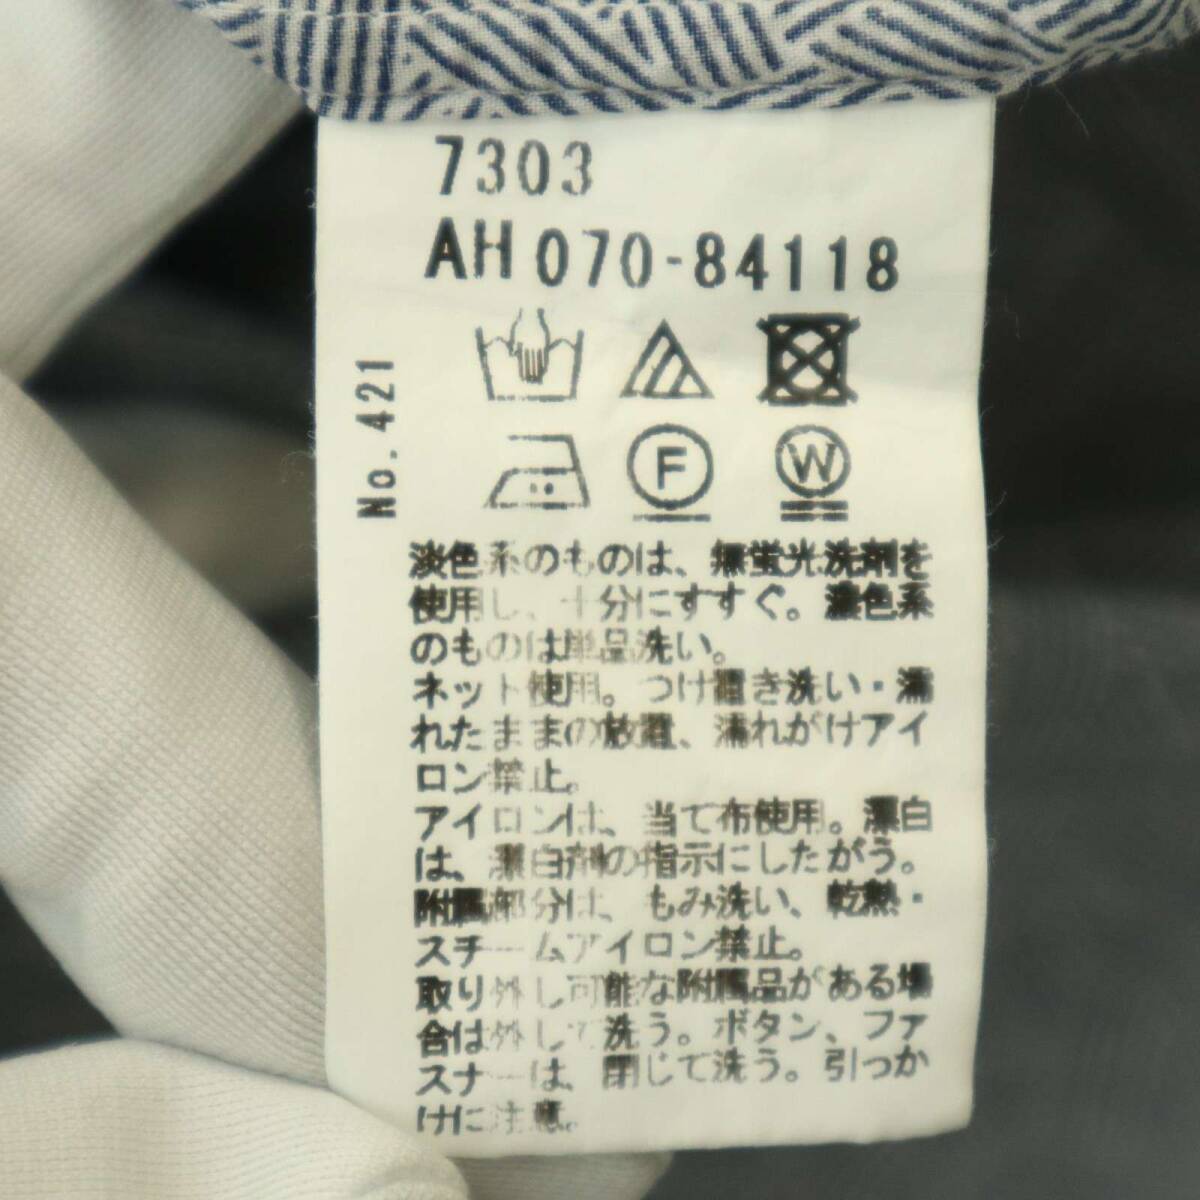 7303
AH 070-84118
No. 421
F
W
淡色系のものは、無蛍光洗剤を
使用し、十分にすすぐ。濃色系
のものは単品洗い。
ネット使用。つけ置き洗い・濡
れたままの放置、濡れがけアイ
ロン禁止。
アイロンは、当て布使用。漂白
は、漂白剤の指示にしたがう。
附属部分は、もみ洗い、乾熱・
スチームアイロン禁止。
取り外し可能な附属品がある場
合は外して洗う。ボタン、ファ
スナーは、閉じて洗う。引っか
けに注意。